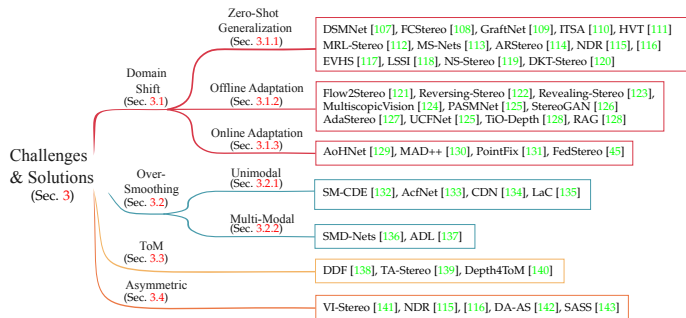 Challenges
& Solutions
(Sec. 3)
Domain
Shift
(Sec. 3.1)
Zero-Shot
Generalization
(Sec. 3.1.1)
DSMNet [107], FCStereo [108], GraftNet [109], ITSA [110], HVT [111]
MRL-Stereo [112], MS-Nets [113], ARStereo [114], NDR [115], [116]
EVHS [117], LSSI [118], NS-Stereo [119], DKT-Stereo [120]
Offline Adaptation
(Sec. 3.1.2)
Flow2Stereo [121], Reversing-Stereo [122], Revealing-Stereo [123],
MultiscopicVision [124], PASMNet [125], StereoGAN [126]
AdaStereo [127], UCFNet [125], TiO-Depth [128], RAG [128]
Online Adaptation
(Sec. 3.1.3)
AoHNet [129], MAD++ [130], PointFix [131], FedStereo [45]
Over-
Smoothing
(Sec. 3.2)
Unimodal
(Sec. 3.2.1)
SM-CDE [132], AcfNet [133], CDN [134], LaC [135]
Multi-Modal
(Sec. 3.2.2)
SMD-Nets [136], ADL [137]
ToM
(Sec. 3.3)
DDF [138], TA-Stereo [139], Depth4ToM [140]
Asymmetric
(Sec. 3.4)
VI-Stereo [141], NDR [115], [116], DA-AS [142], SASS [143]